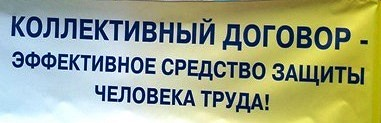 КОЛЛЕКТИВНЫЙ ДОГОВОР -
ЭФФЕКТИВНОЕ СРЕДСТВО ЗАЩИТЫ
ЧЕЛОВЕКА ТРУДА!